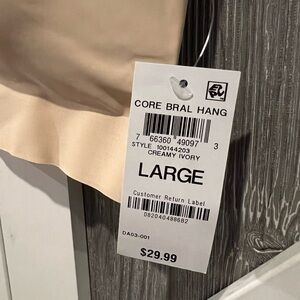 CORE BRAL HANG
7 66360 49097 3
STYLE 100144203
CREAMY IVORY
LARGE
Customer Return Label
082040488682
DA03-001
$29.99